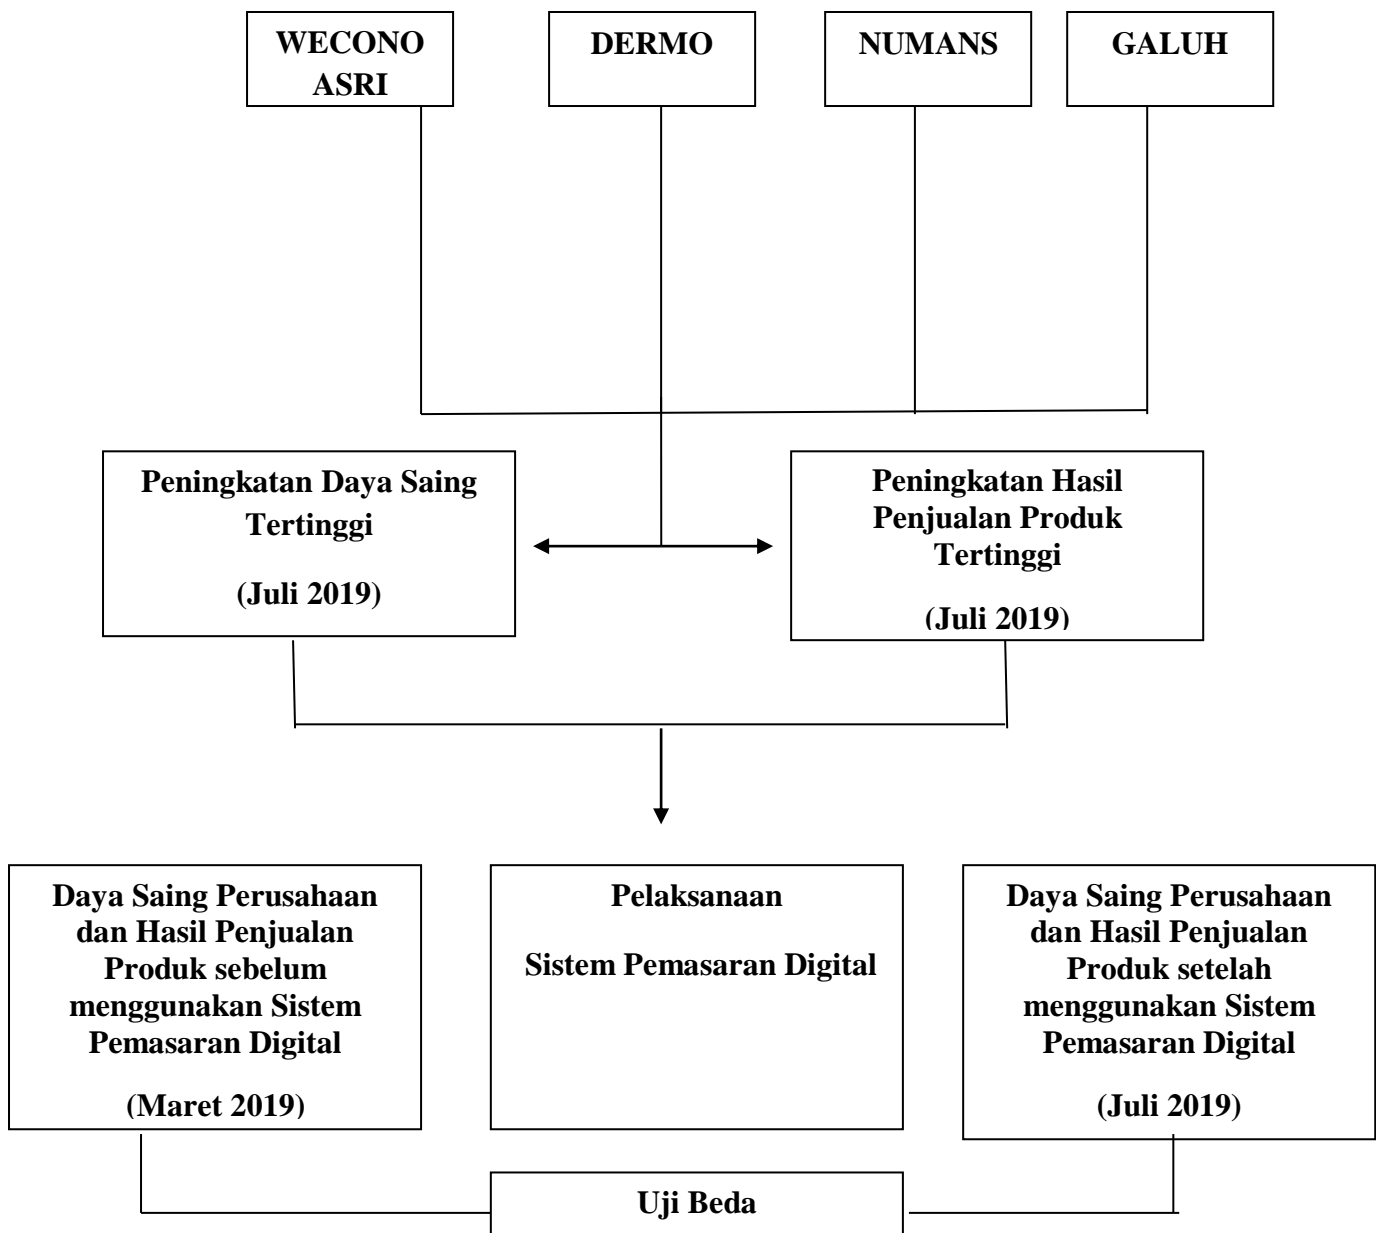 WECONO
ASRI
DERMO
NUMANS
GALUH
Peningkatan Daya Saing
Tertinggi
(Juli 2019)
Peningkatan Hasil
Penjualan Produk
Tertinggi
(Juli 2019)
Daya Saing Perusahaan
dan Hasil Penjualan
Produk sebelum
menggunakan Sistem
Pemasaran Digital
(Maret 2019)
Pelaksanaan
Sistem Pemasaran Digital
Daya Saing Perusahaan
dan Hasil Penjualan
Produk setelah
menggunakan Sistem
Pemasaran Digital
(Juli 2019)
Uji Beda